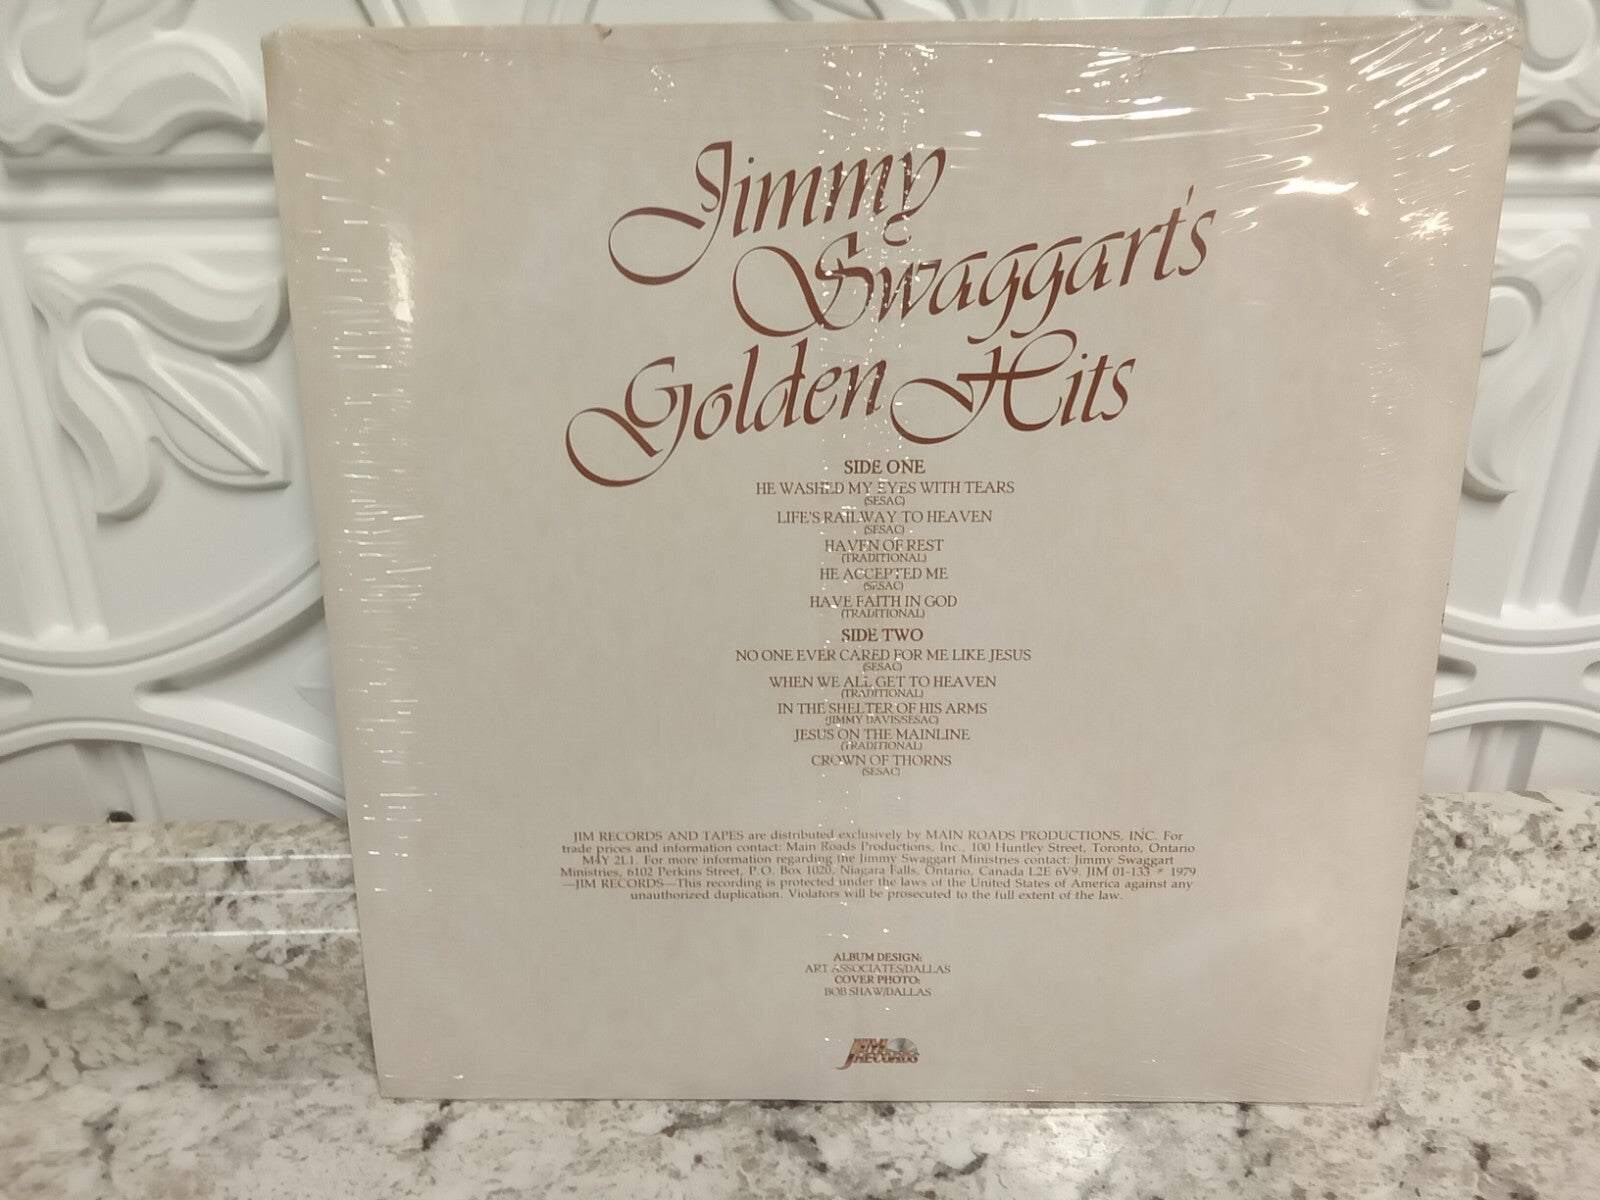 Jimmy
Swaggart's
Golden Hits
SIDE ONE
HE WASHED MY EYES WITH TEARS
(SESAC)
LIFE'S RAILWAY TO HEAVEN
(SESAC)
HAVEN OF REST
(TRADITIONAL)
HE ACCEPTED ME
(SESAC)
HAVE FAITH IN GOD
(TRADITIONAL)
SIDE TWO
NO ONE EVER CARED FOR ME LIKE JESUS
(SESAC)
WHEN WE ALL GET TO HEAVEN
(TRADITIONAL)
IN THE SHELTER OF HIS ARMS
(JIMMY DAVIS/SESAC)
JESUS ON THE MAINLINE
(TRADITIONAL)
CROWN OF THORNS
(SESAC)
JIM RECORDS AND TAPES are distributed exclusively by MAIN ROADS PRODUCTIONS, INC. For
trade prices and information contact: Main Roads Productions, Inc., 100 Huntley Street, Toronto, Ontario
M4Y 2L1. For more information regarding the Jimmy Swaggart Ministries contact: Jimmy Swaggart
Ministries, 6102 Perkins Street, P.O. Box 1020, Niagara Falls, Ontario, Canada L2E 6V9. JIM 01-133 * 1979
—JIM RECORDS—This recording is protected under the laws of the United States of America against any
unauthorized duplication. Violators will be prosecuted to the full extent of the law.
ALBUM DESIGN:
ART ASSOCIATES/DALLAS
COVER PHOTO:
BOB SHAW/DALLAS
JIM
RECORDS